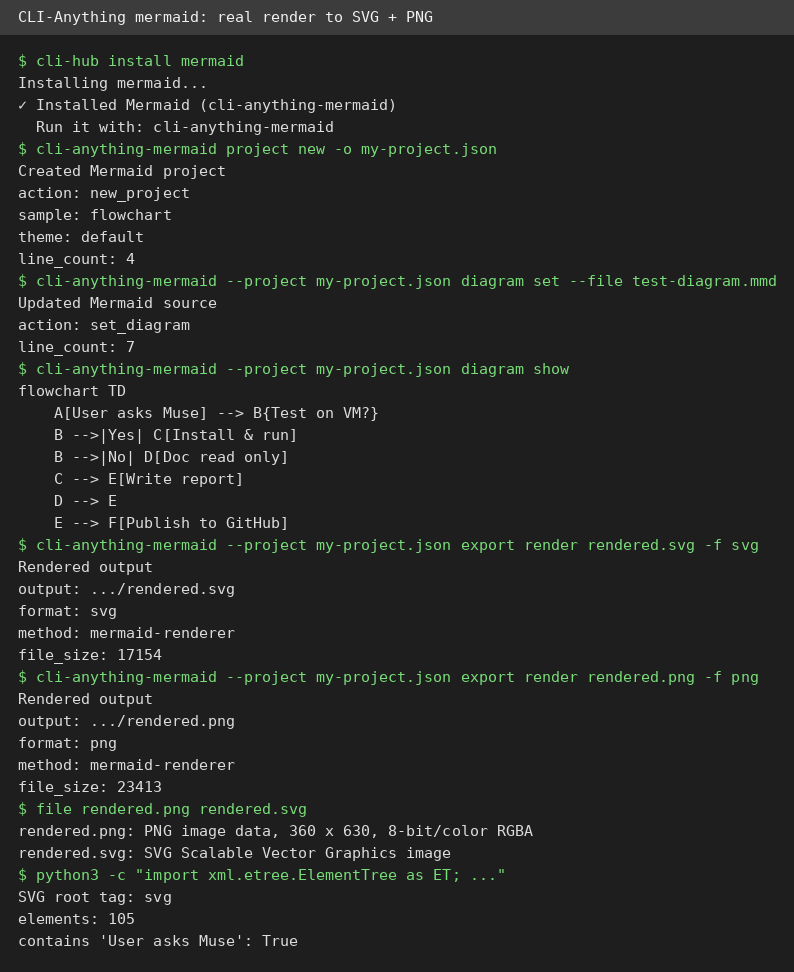 CLI-Anything mermaid: real render to SVG + PNG
$ cli-hub install mermaid
Installing mermaid...
✓ Installed Mermaid (cli-anything-mermaid)
  Run it with: cli-anything-mermaid
$ cli-anything-mermaid project new -o my-project.json
Created Mermaid project
action: new_project
sample: flowchart
theme: default
line_count: 4
$ cli-anything-mermaid --project my-project.json diagram set --file test-diagram.mmd
Updated Mermaid source
action: set_diagram
line_count: 7
$ cli-anything-mermaid --project my-project.json diagram show
flowchart TD
    A[User asks Muse] --> B{Test on VM?}
    B -->|Yes| C[Install & run]
    B -->|No| D[Doc read only]
    C --> E[Write report]
    D --> E
    E --> F[Publish to GitHub]
$ cli-anything-mermaid --project my-project.json export render rendered.svg -f svg
Rendered output
output: .../rendered.svg
format: svg
method: mermaid-renderer
file_size: 17154
$ cli-anything-mermaid --project my-project.json export render rendered.png -f png
Rendered output
output: .../rendered.png
format: png
method: mermaid-renderer
file_size: 23413
$ file rendered.png rendered.svg
rendered.png: PNG image data, 360 x 630, 8-bit/color RGBA
rendered.svg: SVG Scalable Vector Graphics image
$ python3 -c "import xml.etree.ElementTree as ET; ..."
SVG root tag: svg
elements: 105
contains 'User asks Muse': True